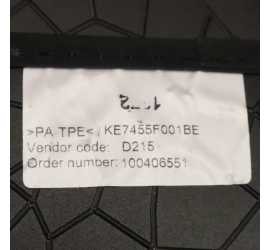 >PA TPE< / KE7455F001BE
Vendor code: D215
Order number: 100406551